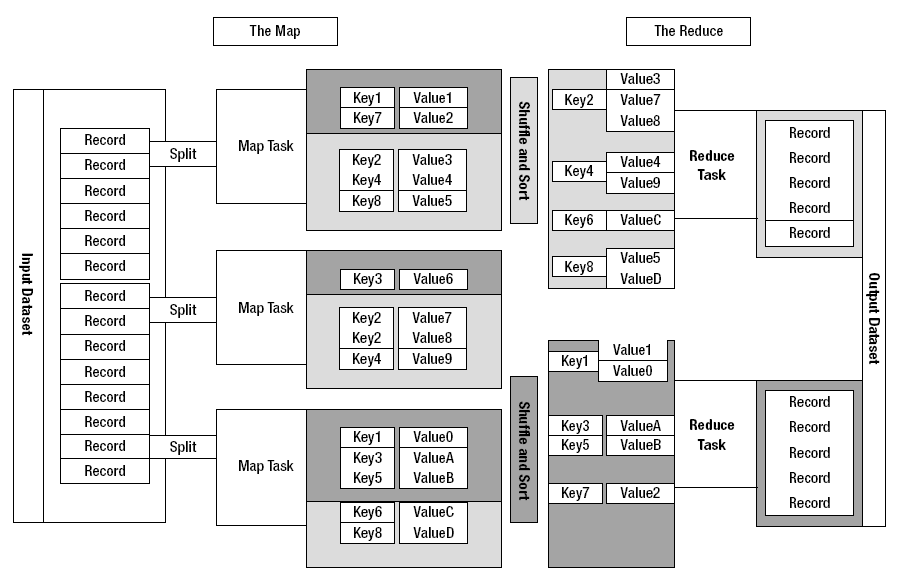 The Map
The Reduce
Input Dataset
Record
Record
Record
Record
Record
Record
Record
Record
Record
Record
Record
Record
Record
Record
Split
Split
Split
Map Task
Key1 Value1
Key7 Value2
Key2 Value3
Key4 Value4
Key8 Value5
Map Task
Key3 Value6
Key2 Value7
Key2 Value8
Key4 Value9
Map Task
Key1 Value0
Key3 ValueA
Key5 ValueB
Key6 ValueC
Key8 ValueD
Shuffle and Sort
Shuffle and Sort
Value3
Key2 Value7
Value8
Key4 Value4
Value9
Key6 ValueC
Key8 Value5
ValueD
Reduce
Task
Record
Record
Record
Record
Record
Key1 Value1
Value0
Key3 ValueA
Key5 ValueB
Key7 Value2
Reduce
Task
Record
Record
Record
Record
Record
Output Dataset